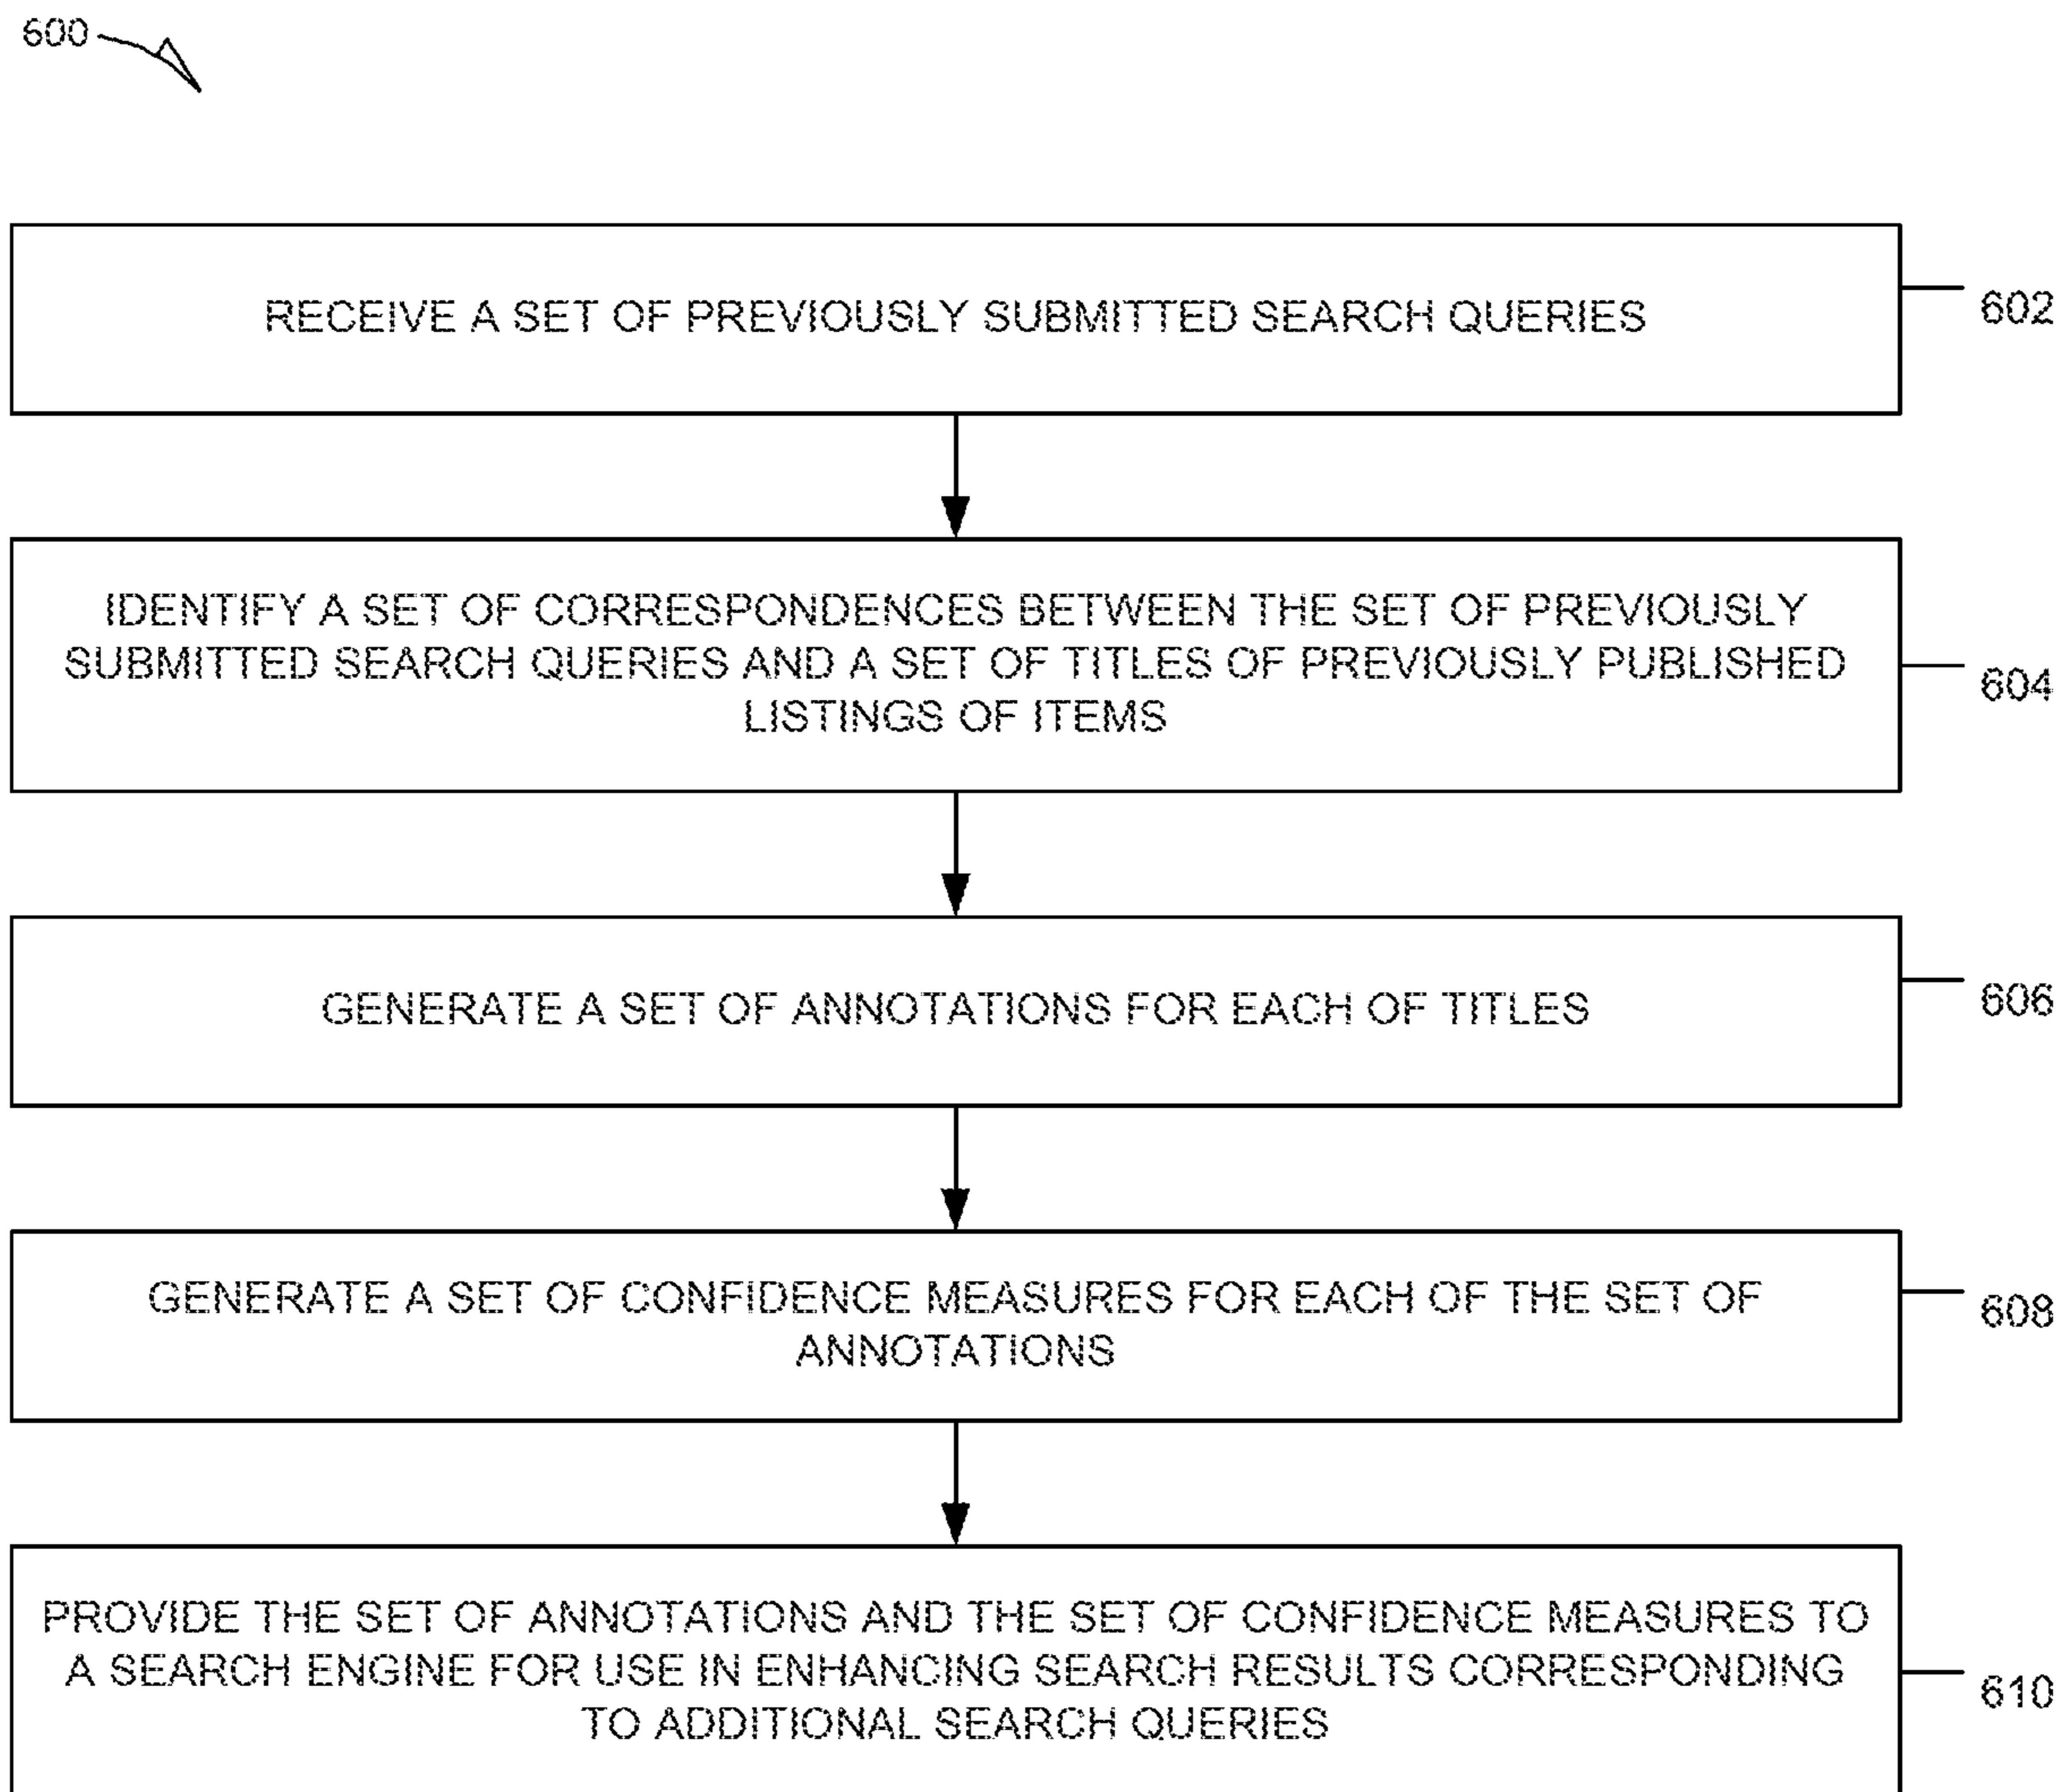 600
RECEIVE A SET OF PREVIOUSLY SUBMITTED SEARCH QUERIES
602
IDENTIFY A SET OF CORRESPONDENCES BETWEEN THE SET OF PREVIOUSLY
SUBMITTED SEARCH QUERIES AND A SET OF TITLES OF PREVIOUSLY PUBLISHED
LISTINGS OF ITEMS
604
GENERATE A SET OF ANNOTATIONS FOR EACH OF TITLES
606
GENERATE A SET OF CONFIDENCE MEASURES FOR EACH OF THE SET OF
ANNOTATIONS
608
PROVIDE THE SET OF ANNOTATIONS AND THE SET OF CONFIDENCE MEASURES TO
A SEARCH ENGINE FOR USE IN ENHANCING SEARCH RESULTS CORRESPONDING
TO ADDITIONAL SEARCH QUERIES
610